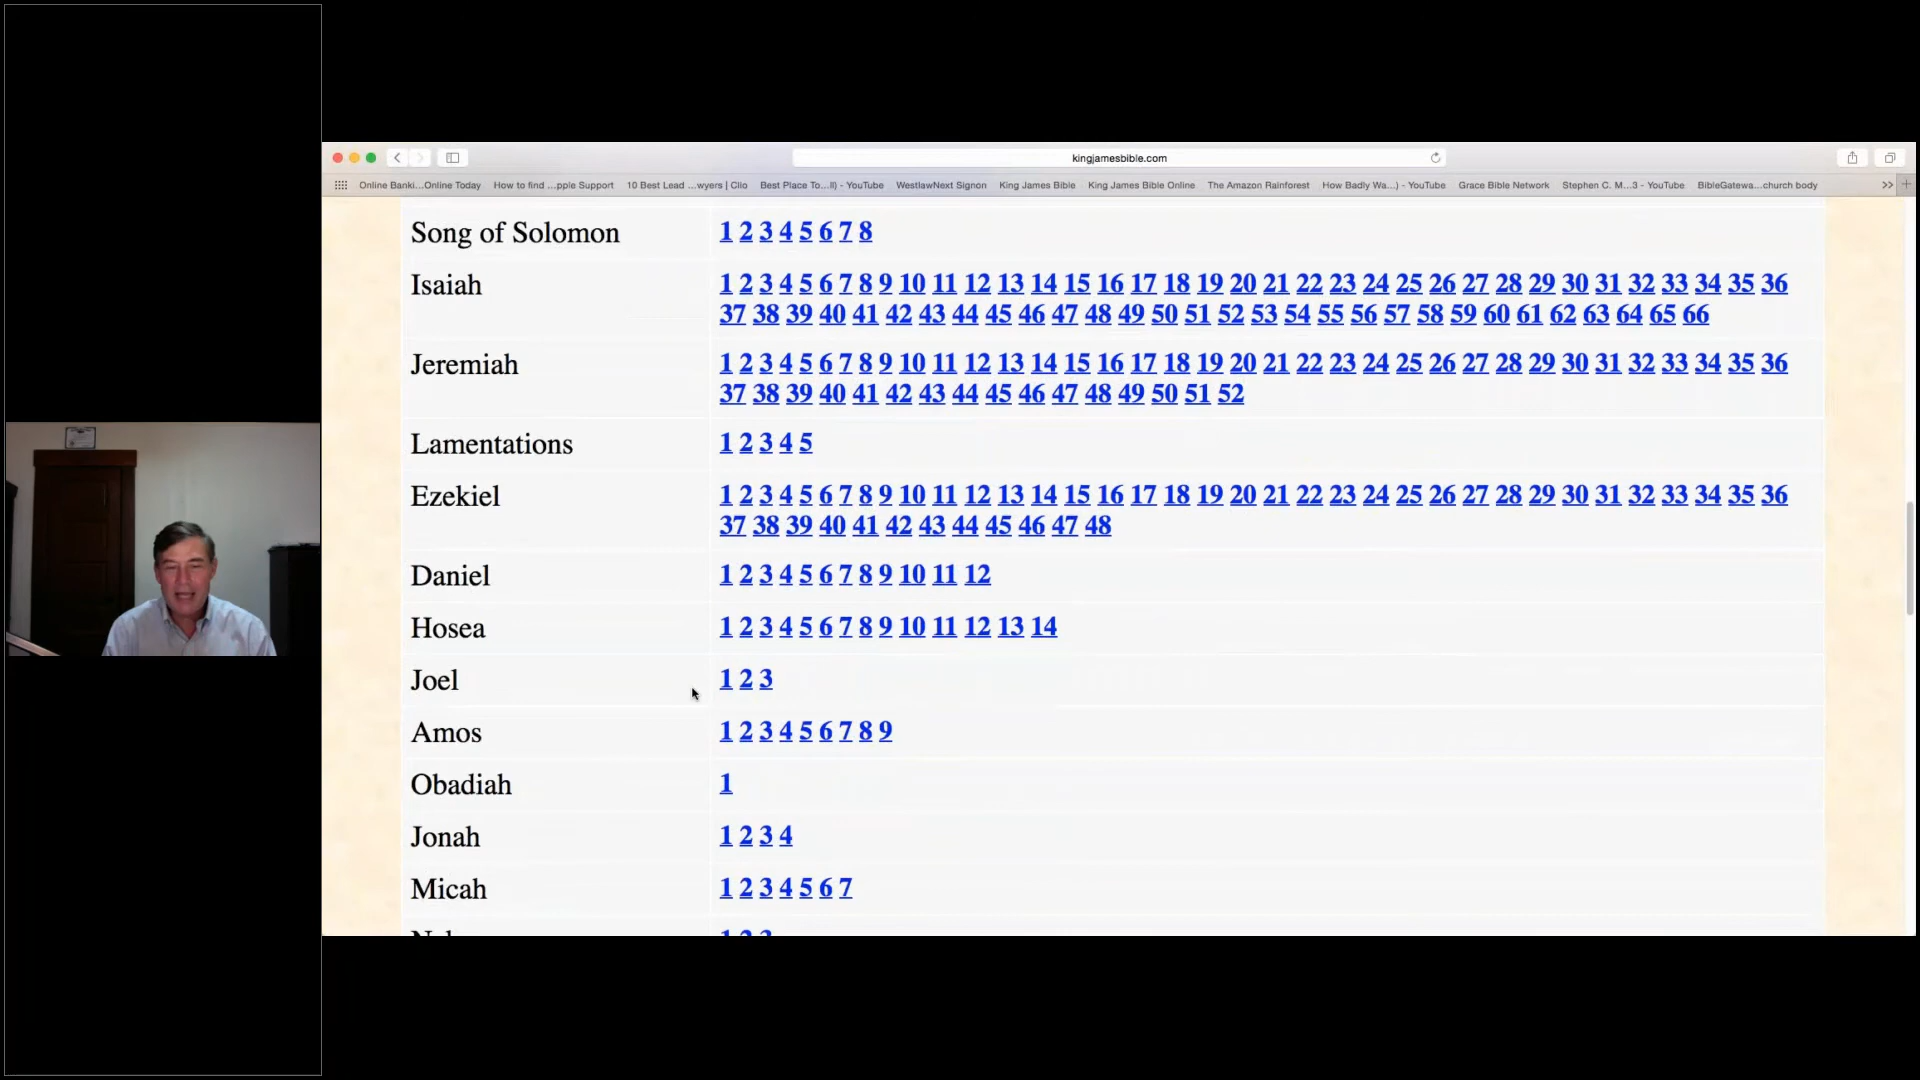 kingjamesbible.com
Online Banki...Online Today How to find ...pple Support 10 Best Lead ...wyers | Clio Best Place To...ll) - YouTube WestlawNext Signon King James Bible King James Bible Online The Amazon Rainforest How Badly Wa...) - YouTube Grace Bible Network Stephen C. M...3 - YouTube BibleGatewa...church body
Song of Solomon 1 2 3 4 5 6 7 8
Isaiah 1 2 3 4 5 6 7 8 9 10 11 12 13 14 15 16 17 18 19 20 21 22 23 24 25 26 27 28 29 30 31 32 33 34 35 36
37 38 39 40 41 42 43 44 45 46 47 48 49 50 51 52 53 54 55 56 57 58 59 60 61 62 63 64 65 66
Jeremiah 1 2 3 4 5 6 7 8 9 10 11 12 13 14 15 16 17 18 19 20 21 22 23 24 25 26 27 28 29 30 31 32 33 34 35 36
37 38 39 40 41 42 43 44 45 46 47 48 49 50 51 52
Lamentations 1 2 3 4 5
Ezekiel 1 2 3 4 5 6 7 8 9 10 11 12 13 14 15 16 17 18 19 20 21 22 23 24 25 26 27 28 29 30 31 32 33 34 35 36
37 38 39 40 41 42 43 44 45 46 47 48
Daniel 1 2 3 4 5 6 7 8 9 10 11 12
Hosea 1 2 3 4 5 6 7 8 9 10 11 12 13 14
Joel 1 2 3
Amos 1 2 3 4 5 6 7 8 9
Obadiah 1
Jonah 1 2 3 4
Micah 1 2 3 4 5 6 7
1 2 3